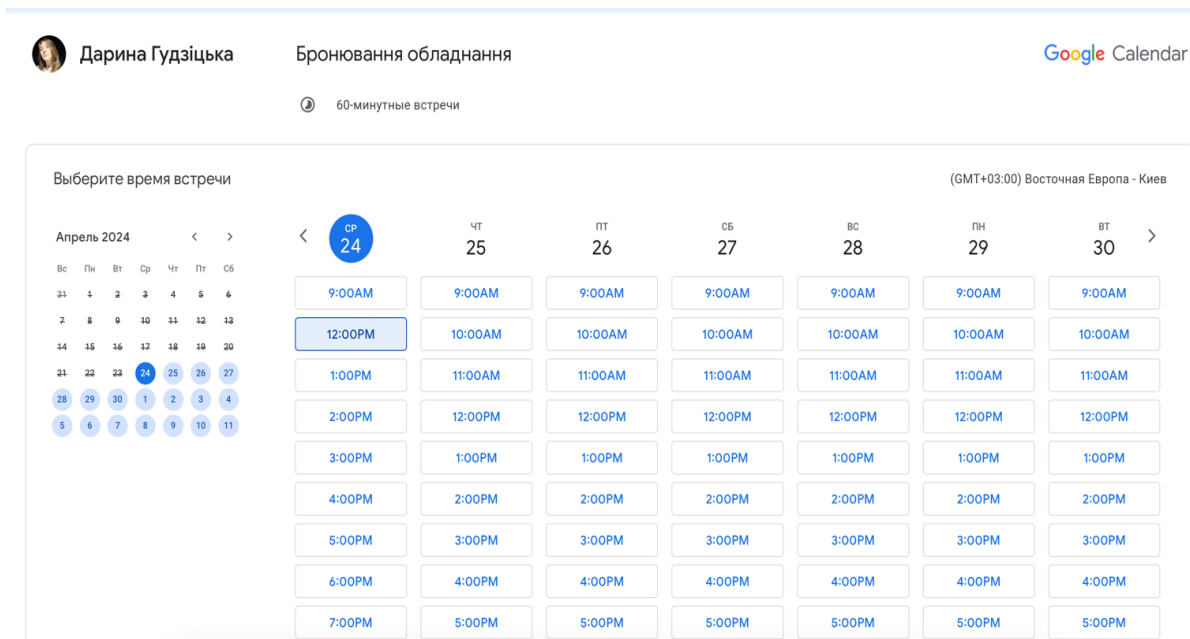 Дарина Гудзіцька Бронювання обладнання Google Calendar
60-минутные встречи
Выберите время встречи (GMT+03:00) Восточная Европа - Киев
Апрель 2024
Вс Пн Вт Ср Чт Пт Сб
31 1 2 3 4 5 6
7 8 9 10 11 12 13
14 15 16 17 18 19 20
21 22 23 24 25 26 27
28 29 30 1 2 3 4
5 6 7 8 9 10 11
СР ЧТ ПТ СБ ВС ПН ВТ
24 25 26 27 28 29 30
9:00AM 9:00AM 9:00AM 9:00AM 9:00AM 9:00AM 9:00AM
12:00PM 10:00AM 10:00AM 10:00AM 10:00AM 10:00AM 10:00AM
1:00PM 11:00AM 11:00AM 11:00AM 11:00AM 11:00AM 11:00AM
2:00PM 12:00PM 12:00PM 12:00PM 12:00PM 12:00PM 12:00PM
3:00PM 1:00PM 1:00PM 1:00PM 1:00PM 1:00PM 1:00PM
4:00PM 2:00PM 2:00PM 2:00PM 2:00PM 2:00PM 2:00PM
5:00PM 3:00PM 3:00PM 3:00PM 3:00PM 3:00PM 3:00PM
6:00PM 4:00PM 4:00PM 4:00PM 4:00PM 4:00PM 4:00PM
7:00PM 5:00PM 5:00PM 5:00PM 5:00PM 5:00PM 5:00PM